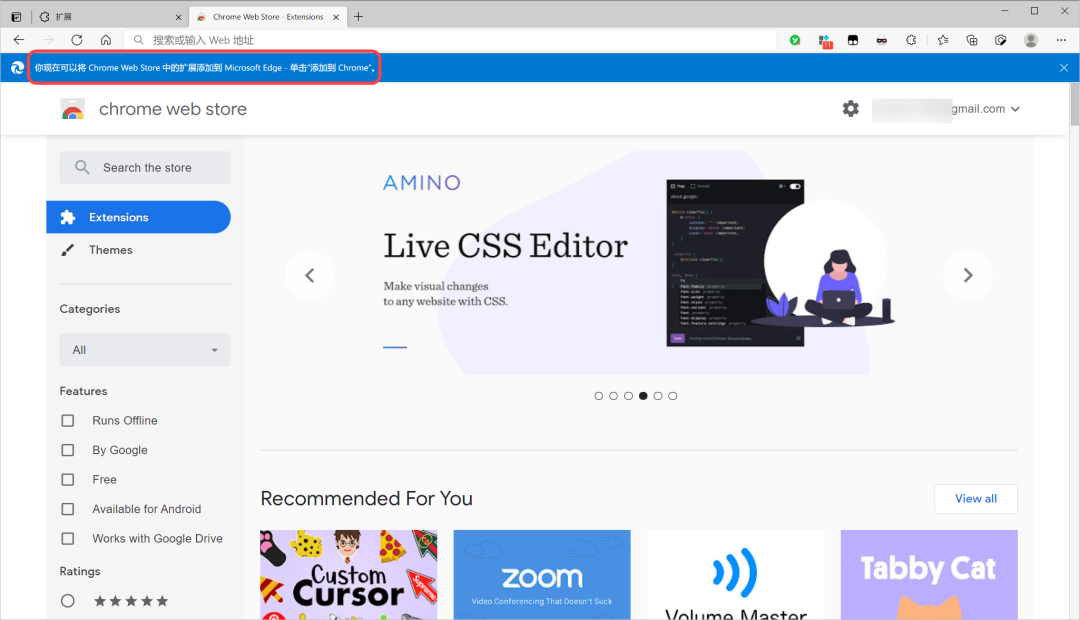 扩展
Chrome Web Store - Extensions
搜索或输入 Web 地址
11
你现在可以将 Chrome Web Store 中的扩展添加到 Microsoft Edge - 单击“添加到 Chrome”。
chrome web store
gmail.com
Search the store
Extensions
Themes
Categories
All
Features
Runs Offline
By Google
Free
Available for Android
Works with Google Drive
Ratings
AMINO
Live CSS Editor
Make visual changes
to any website with CSS.
Recommended For You
View all
Custom
Cursor
Supreme
zoom
Video Conferencing That Doesn't Suck
Volume Master
Tabby Cat